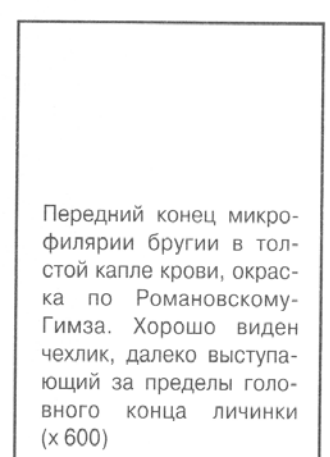 Передний конец микро-
филярии бругии в тол-
стой капле крови, окрас-
ка по Романовскому-
Гимза. Хорошо виден
чехлик, далеко выступа-
ющий за пределы голо-
вного конца личинки
(x 600)